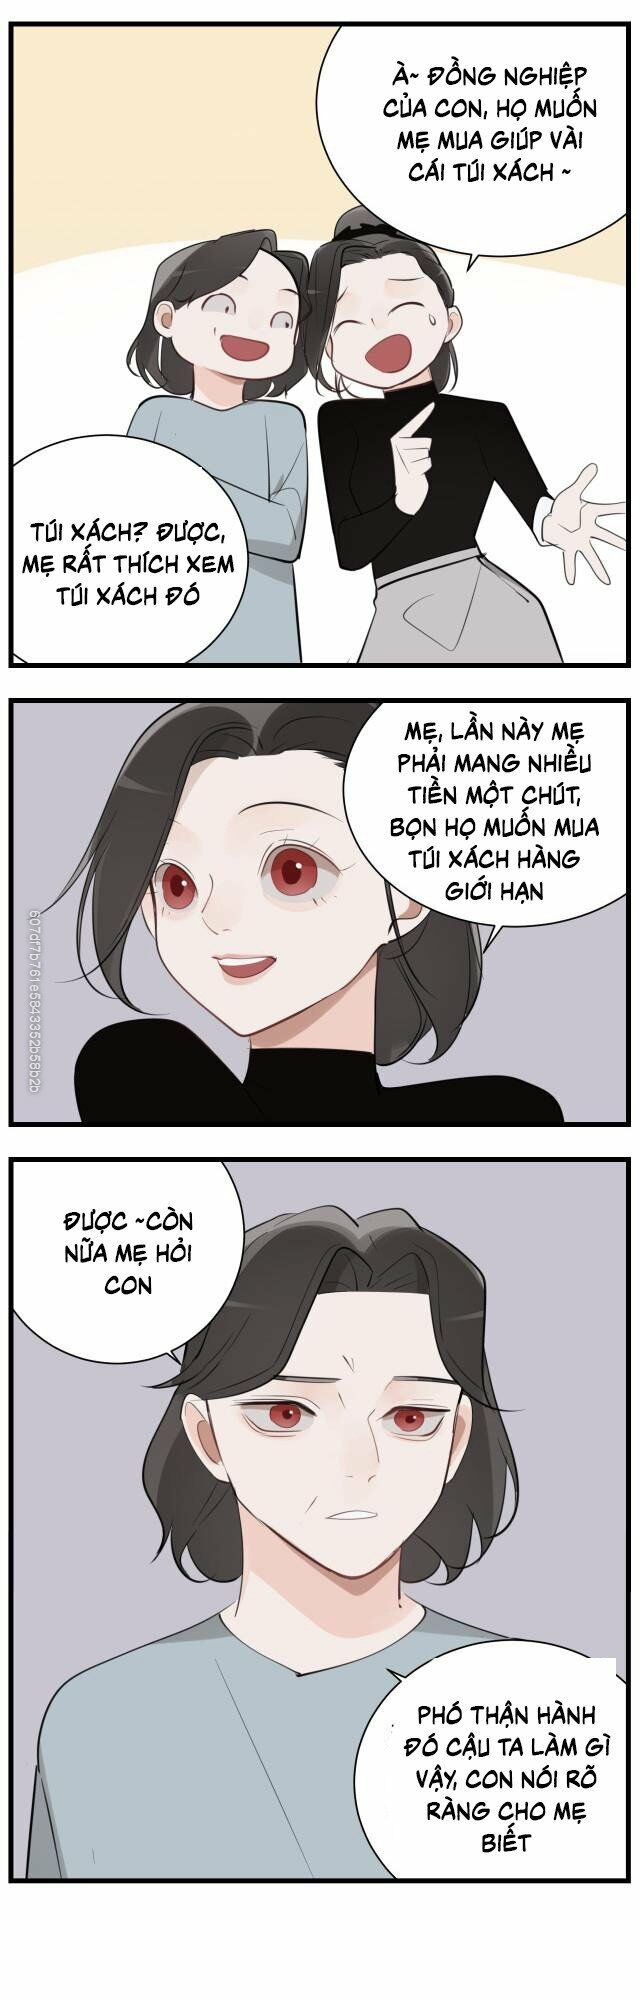 À~ ĐỒNG NGHIỆP
CỦA CON, HỌ MUỐN
MẸ MUA GIÚP VÀI
CÁI TÚI XÁCH ~
TÚI XÁCH? ĐƯỢC,
MẸ RẤT THÍCH XEM
TÚI XÁCH ĐÓ
MẸ, LẦN NÀY MẸ
PHẢI MANG NHIỀU
TIỀN MỘT CHÚT,
BỌN HỌ MUỐN MUA
TÚI XÁCH HÀNG
GIỚI HẠN
607df7b761e5843352b58b2b
ĐƯỢC ~CÒN
NỮA MẸ HỎI
CON
PHÓ THẬN HÀNH
ĐÓ CẬU TA LÀM GÌ
VẬY, CON NÓI RÕ
RÀNG CHO MẸ
BIẾT